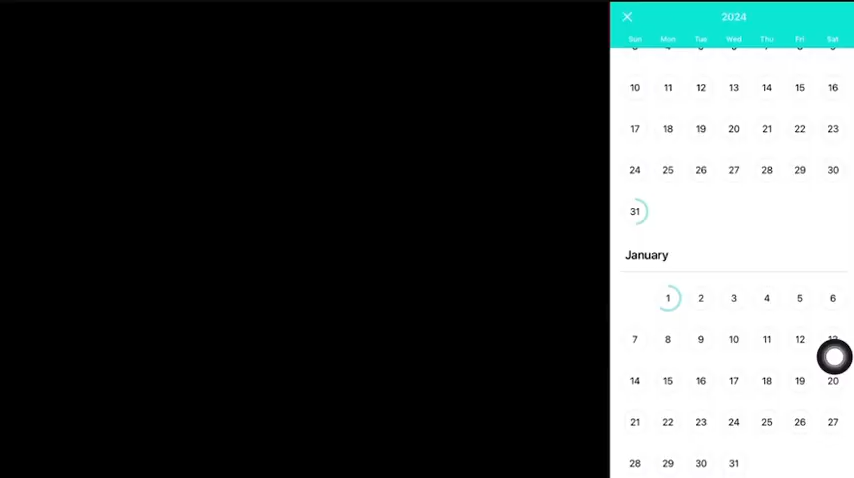 2024
Sun Mon Tue Wed Thu Fri Sat
10 11 12 13 14 15 16
17 18 19 20 21 22 23
24 25 26 27 28 29 30
31
January
1 2 3 4 5 6
7 8 9 10 11 12
14 15 16 17 18 19 20
21 22 23 24 25 26 27
28 29 30 31